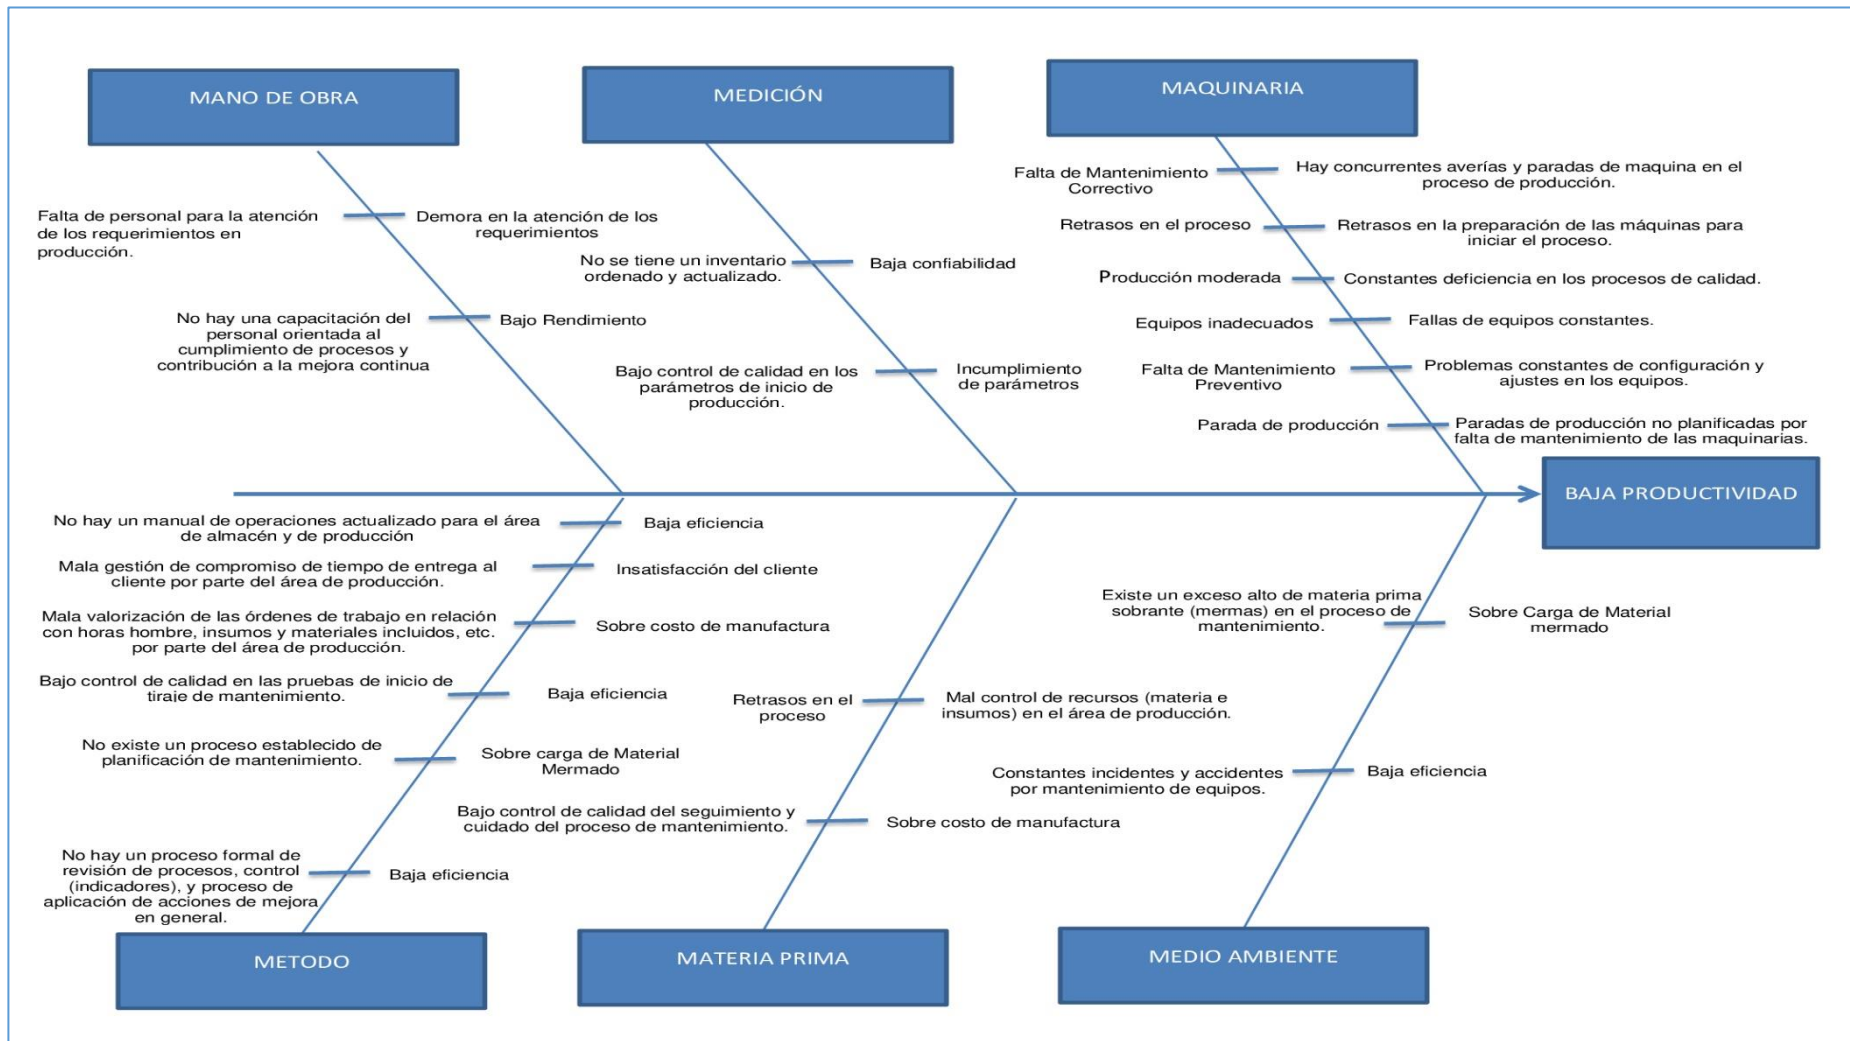 MANO DE OBRA
MEDICIÓN
MAQUINARIA
Falta de personal para la atención
de los requerimientos en
producción.
Demora en la atención de los
requerimientos
No hay una capacitación del
personal orientada al
cumplimiento de procesos y
contribución a la mejora continua
Bajo Rendimiento
No se tiene un inventario
ordenado y actualizado.
Baja confiabilidad
Bajo control de calidad en los
parámetros de inicio de
producción.
Incumplimiento
de parámetros
Falta de Mantenimiento
Correctivo
Hay concurrentes averías y paradas de maquina en el
proceso de producción.
Retrasos en el proceso
Retrasos en la preparación de las máquinas para
iniciar el proceso.
Producción moderada
Constantes deficiencia en los procesos de calidad.
Equipos inadecuados
Fallas de equipos constantes.
Falta de Mantenimiento
Preventivo
Problemas constantes de configuración y
ajustes en los equipos.
Parada de producción
Paradas de producción no planificadas por
falta de mantenimiento de las maquinarias.
BAJA PRODUCTIVIDAD
No hay un manual de operaciones actualizado para el área
de almacén y de producción
Baja eficiencia
Mala gestión de compromiso de tiempo de entrega al
cliente por parte del área de producción.
Insatisfacción del cliente
Mala valorización de las órdenes de trabajo en relación
con horas hombre, insumos y materiales incluidos, etc.
por parte del área de producción.
Sobre costo de manufactura
Bajo control de calidad en las pruebas de inicio de
tiraje de mantenimiento.
Baja eficiencia
No existe un proceso establecido de
planificación de mantenimiento.
Sobre carga de Material
Mermado
No hay un proceso formal de
revisión de procesos, control
(indicadores), y proceso de
aplicación de acciones de mejora
en general.
Baja eficiencia
Retrasos en el
proceso
Mal control de recursos (materia e
insumos) en el área de producción.
Bajo control de calidad del seguimiento y
cuidado del proceso de mantenimiento.
Sobre costo de manufactura
Existe un exceso alto de materia prima
sobrante (mermas) en el proceso de
mantenimiento.
Sobre Carga de Material
mermado
Constantes incidentes y accidentes
por mantenimiento de equipos.
Baja eficiencia
METODO
MATERIA PRIMA
MEDIO AMBIENTE